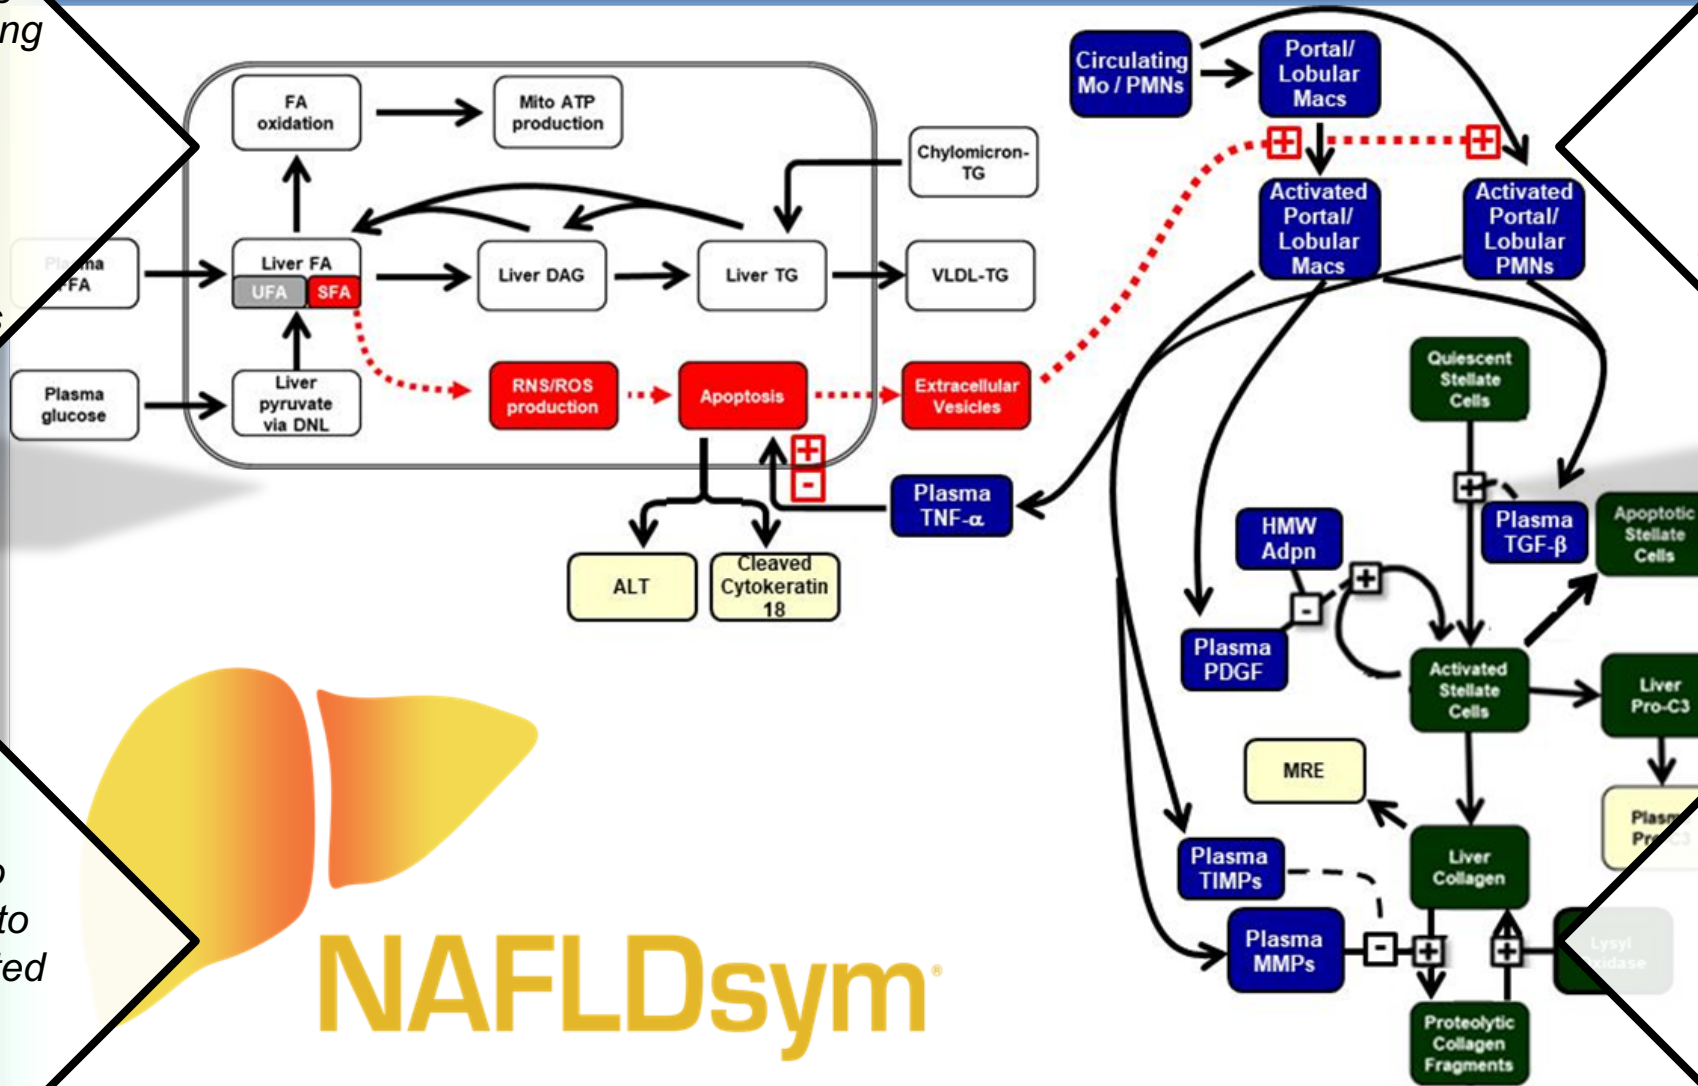 ng
to
FA
oxidation
Mito ATP
production
Chylomicron-
TG
Liver FA
UFA
SFA
Liver DAG
Liver TG
VLDL-TG
Plasma
glucose
Liver
pyruvate
via DNL
RNS/ROS
production
Apoptosis
Extracellular
Vesicles
+
-
ALT
Cleaved
Cytokeratin
18
Plasma
TNF-α
Circulating
Mo / PMNs
Portal/
Lobular
Macs
+
+
Activated
Portal/
Lobular
Macs
Activated
Portal/
Lobular
PMNs
Quiescent
Stellate
Cells
+
Plasma
TGF-β
Apoptotic
Stellate
Cells
HMW
Adpn
+
-
Plasma
PDGF
Activated
Stellate
Cells
Liver
Pro-C3
MRE
Plasma
TIMPs
Liver
Collagen
Plasma
MMPs
-
+
+
Lysyl
Proteolytic
Collagen
Fragments
NAFLDsym®